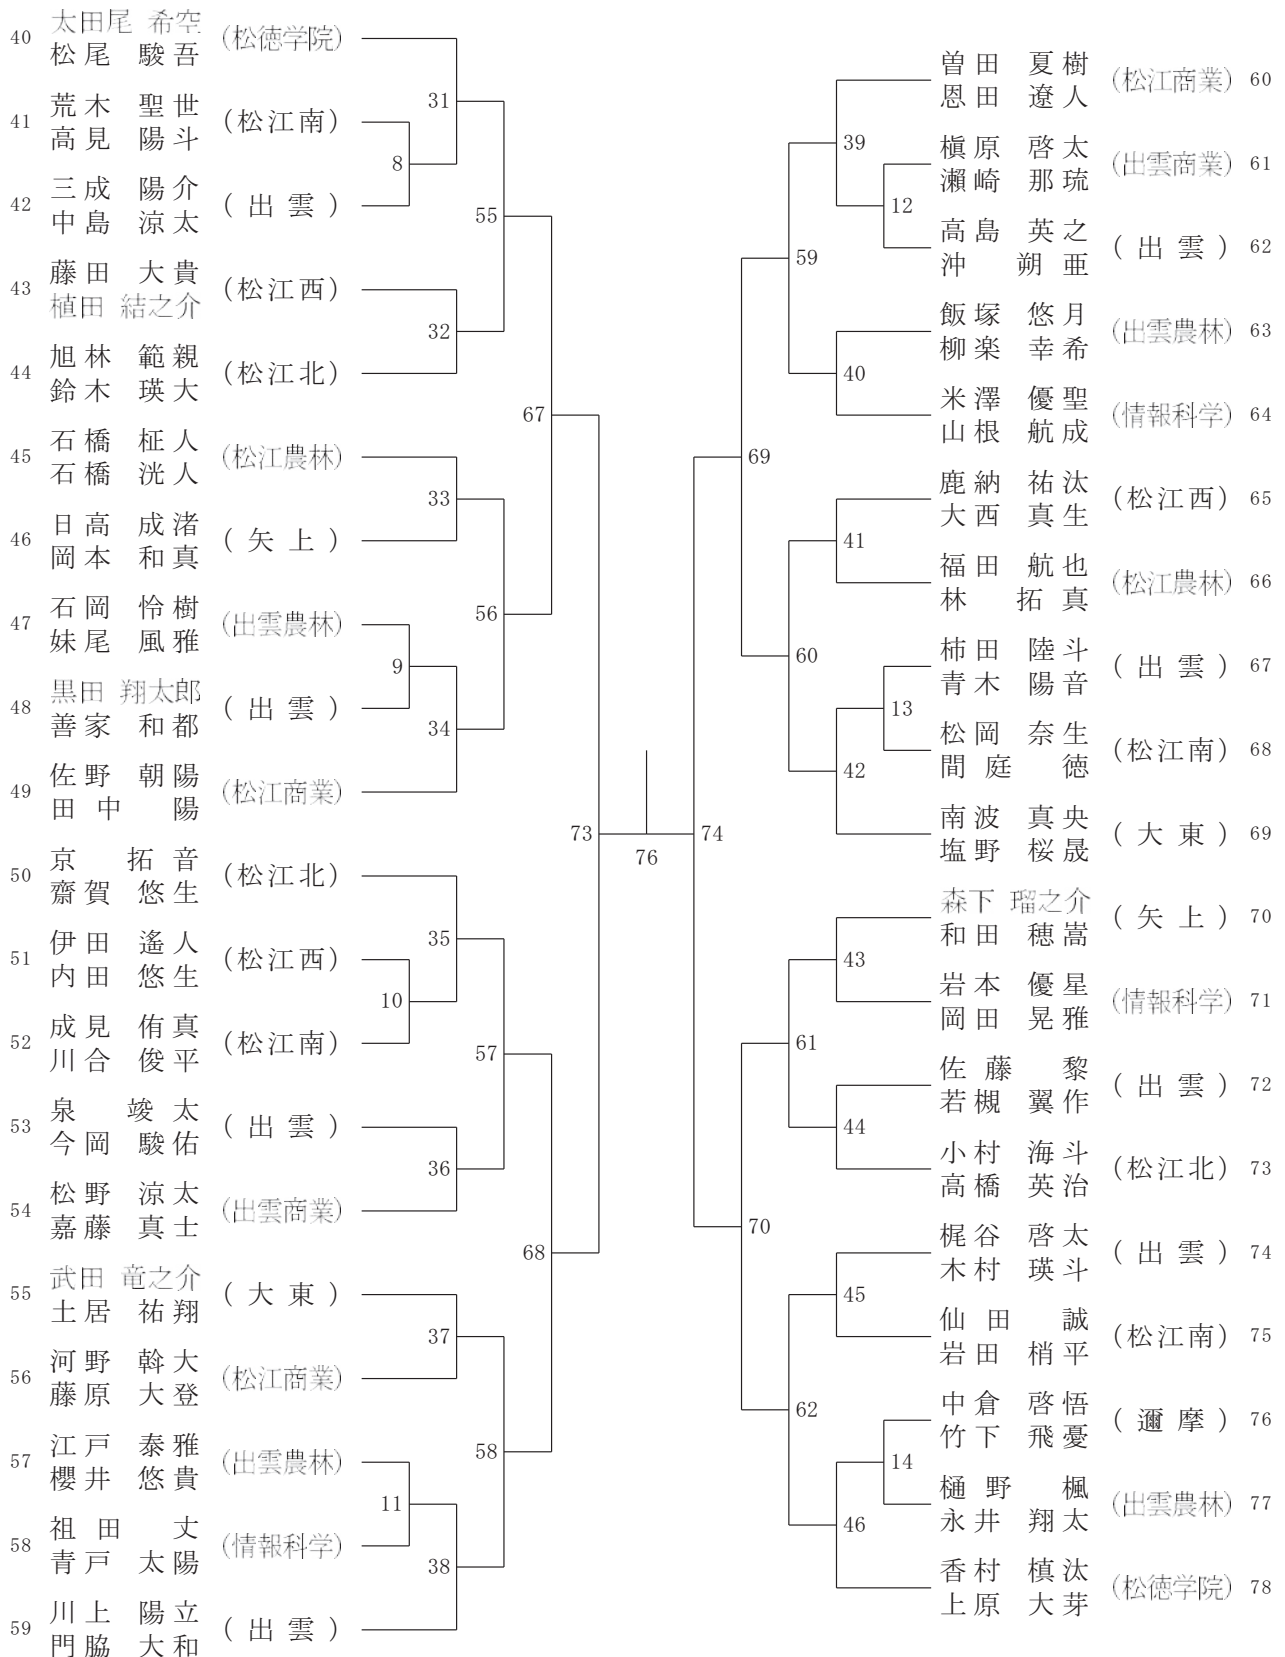 太田尾 希空
40 (松徳学院)
松尾 駿吾
荒木 聖世
41 (松江南)
高見 陽斗
三成 陽介
42 (出雲)
中島 涼太
藤田 大貴
43 (松江西)
植田 結之介
旭林 範親
44 (松江北)
鈴木 瑛大
石橋 柾人
45 (松江農林)
石橋 洸人
日高 成渚
46 (矢上)
岡本 和真
石岡 怜樹
47 (出雲農林)
妹尾 風雅
黒田 翔太郎
48 (出雲)
善家 和都
佐野 朝陽
49 (松江商業)
田中 陽
京 拓音
50 (松江北)
齋賀 悠生
伊田 遙人
51 (松江西)
内田 悠生
成見 侑真
52 (松江南)
川合 俊平
泉 竣太
53 (出雲)
今岡 駿佑
松野 涼太
54 (出雲商業)
嘉藤 真士
武田 竜之介
55 (大東)
土居 祐翔
河野 幹大
56 (松江商業)
藤原 大登
江戸 泰雅
57 (出雲農林)
櫻井 悠貴
祖田 丈
58 (情報科学)
青戸 太陽
川上 陽立
59 (出雲)
門脇 大和
31
8
55
32
67
33
56
9
34
73
35
10
57
36
68
37
58
11
38
76
74
39
12
59
40
69
41
60
13
42
43
61
44
70
45
62
14
46
曽田 夏樹
(松江商業) 60
恩田 遼人
槇原 啓太
(出雲商業) 61
瀬崎 那琉
高島 英之
(出雲) 62
沖 朔亜
飯塚 悠月
(出雲農林) 63
柳楽 幸希
米澤 優聖
(情報科学) 64
山根 航成
鹿納 祐汰
(松江西) 65
大西 真生
福田 航也
(松江農林) 66
林 拓真
柿田 陸斗
(出雲) 67
青木 陽音
松岡 奈生
(松江南) 68
間庭 徳
南波 真央
(大東) 69
塩野 桜晟
森下 瑠之介
(矢上) 70
和田 穂嵩
岩本 優星
(情報科学) 71
岡田 晃雅
佐藤 黎
(出雲) 72
若槻 翼作
小村 海斗
(松江北) 73
高橋 英治
梶谷 啓太
(出雲) 74
木村 瑛斗
仙田 誠
(松江南) 75
岩田 梢平
中倉 啓悟
(邇摩) 76
竹下 飛憂
樋野 楓
(出雲農林) 77
永井 翔太
香村 槙汰
(松徳学院) 78
上原 大芽